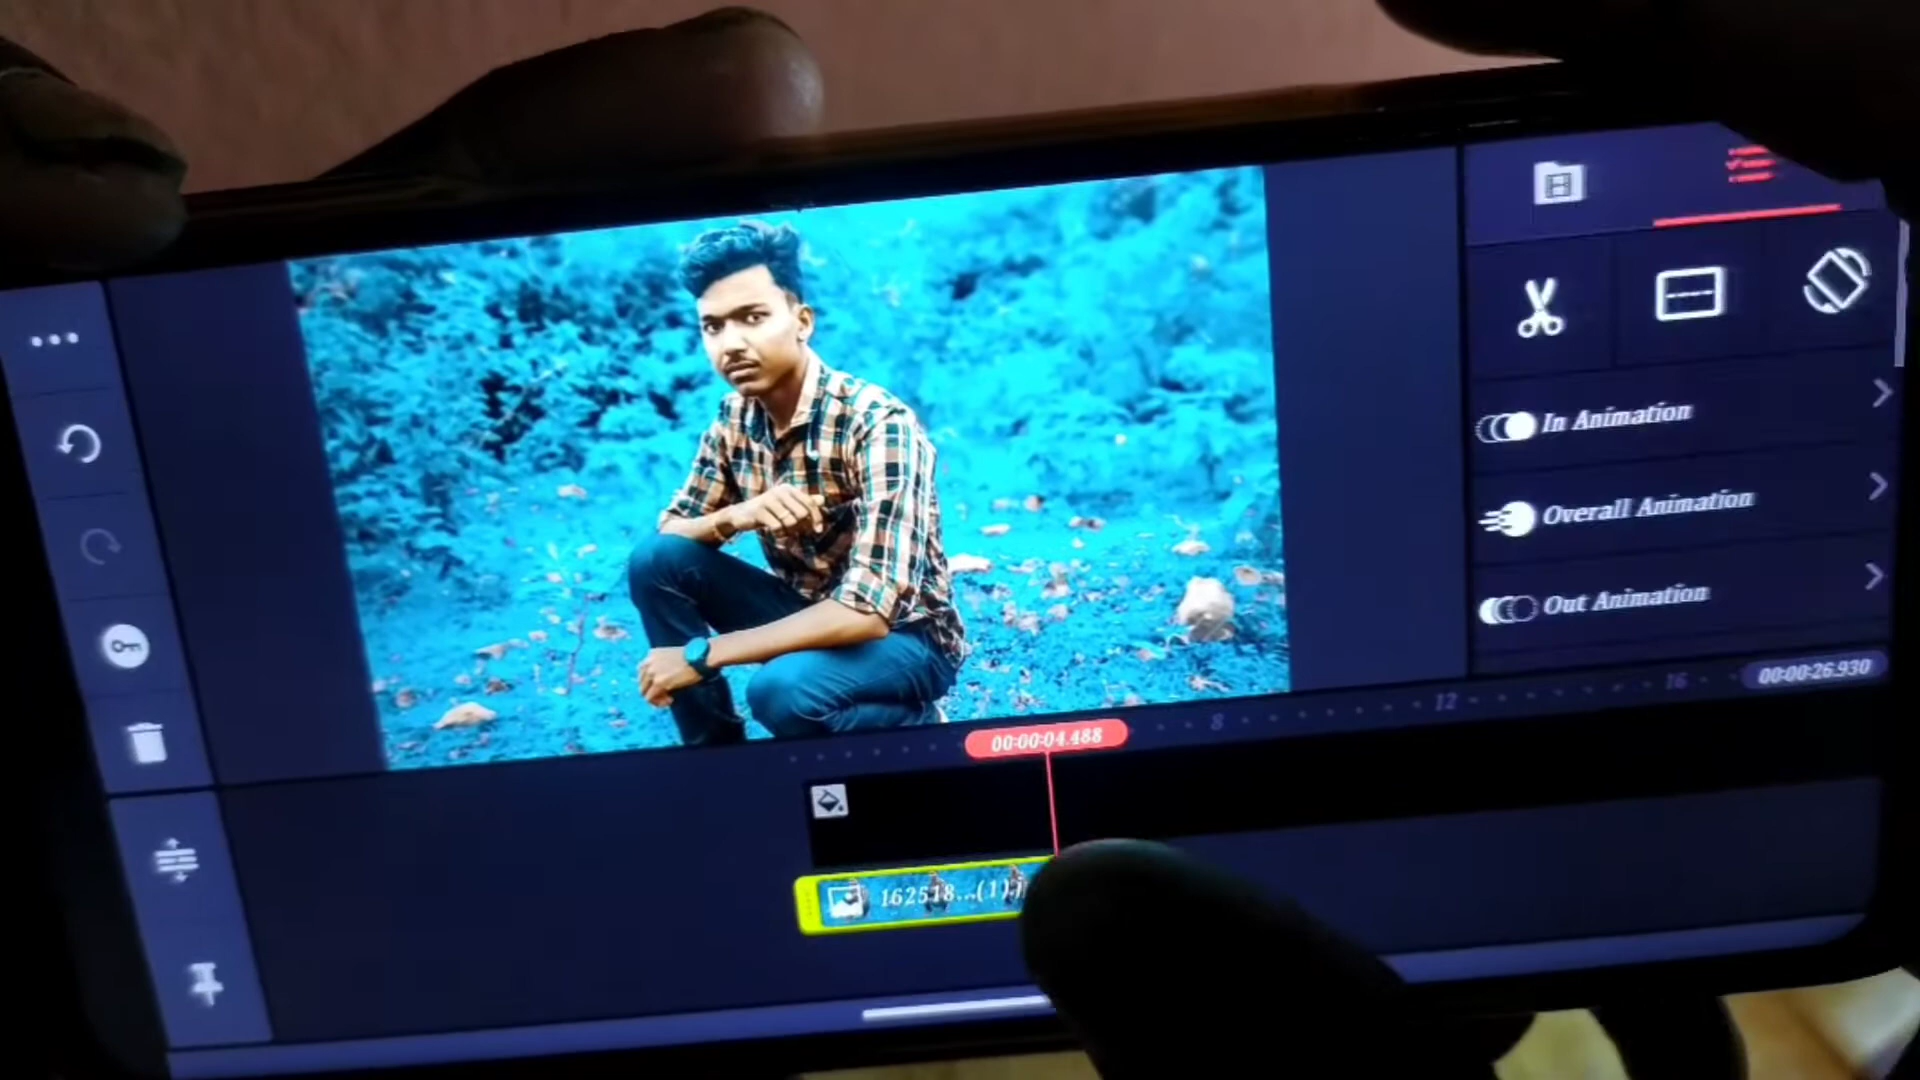 In Animation
Overall Animation
Out Animation
00:00:26.930
8
12
16
00:00:04.488
162518...(1).j